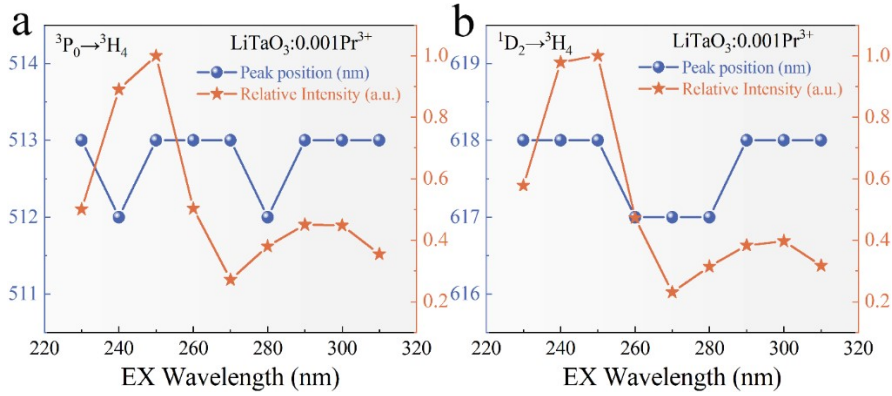 a
³P₀→³H₄
LiTaO₃:0.001Pr³⁺
Peak position (nm)
Relative Intensity (a.u.)
514
513
512
511
1.0
0.8
0.6
0.4
0.2
220 240 260 280 300 320
EX Wavelength (nm)
b
¹D₂→³H₄
LiTaO₃:0.001Pr³⁺
Peak position (nm)
Relative Intensity (a.u.)
619
618
617
616
1.0
0.8
0.6
0.4
0.2
220 240 260 280 300 320
EX Wavelength (nm)